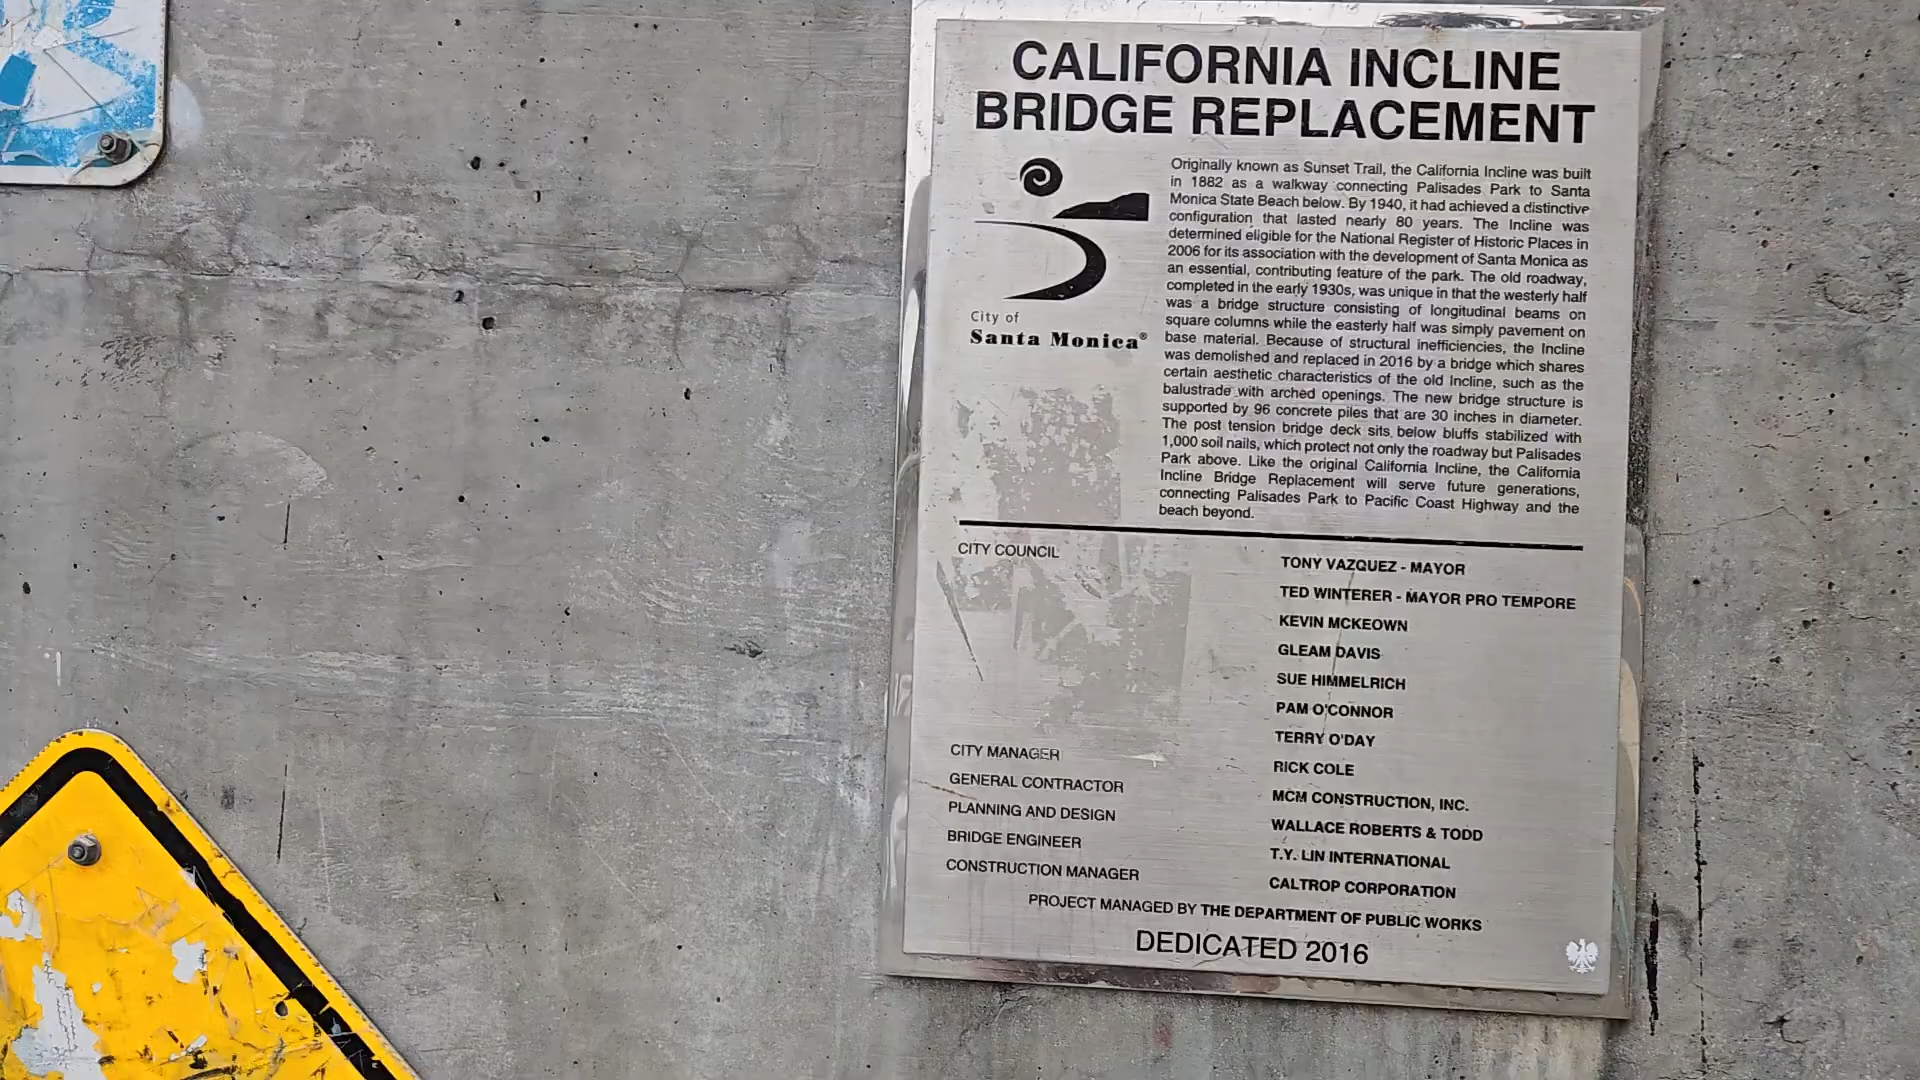 CALIFORNIA INCLINE
BRIDGE REPLACEMENT
City of
Santa Monica®
Originally known as Sunset Trail, the California Incline was built
in 1882 as a walkway connecting Palisades Park to Santa
Monica State Beach below. By 1940, it had achieved a distinctive
configuration that lasted nearly 80 years. The Incline was
determined eligible for the National Register of Historic Places in
2006 for its association with the development of Santa Monica as
an essential, contributing feature of the park. The old roadway,
completed in the early 1930s, was unique in that the westerly half
was a bridge structure consisting of longitudinal beams on
square columns while the easterly half was simply pavement on
base material. Because of structural inefficiencies, the Incline
was demolished and replaced in 2016 by a bridge which shares
certain aesthetic characteristics of the old Incline, such as the
balustrade with arched openings. The new bridge structure is
supported by 96 concrete piles that are 30 inches in diameter.
The post tension bridge deck sits below bluffs stabilized with
1,000 soil nails, which protect not only the roadway but Palisades
Park above. Like the original California Incline, the California
Incline Bridge Replacement will serve future generations,
connecting Palisades Park to Pacific Coast Highway and the
beach beyond.
CITY COUNCIL TONY VAZQUEZ - MAYOR
TED WINTERER - MAYOR PRO TEMPORE
KEVIN MCKEOWN
GLEAM DAVIS
SUE HIMMELRICH
PAM O'CONNOR
TERRY O'DAY
CITY MANAGER RICK COLE
GENERAL CONTRACTOR MCM CONSTRUCTION, INC.
PLANNING AND DESIGN WALLACE ROBERTS & TODD
BRIDGE ENGINEER T.Y. LIN INTERNATIONAL
CONSTRUCTION MANAGER CALTROP CORPORATION
PROJECT MANAGED BY THE DEPARTMENT OF PUBLIC WORKS
DEDICATED 2016